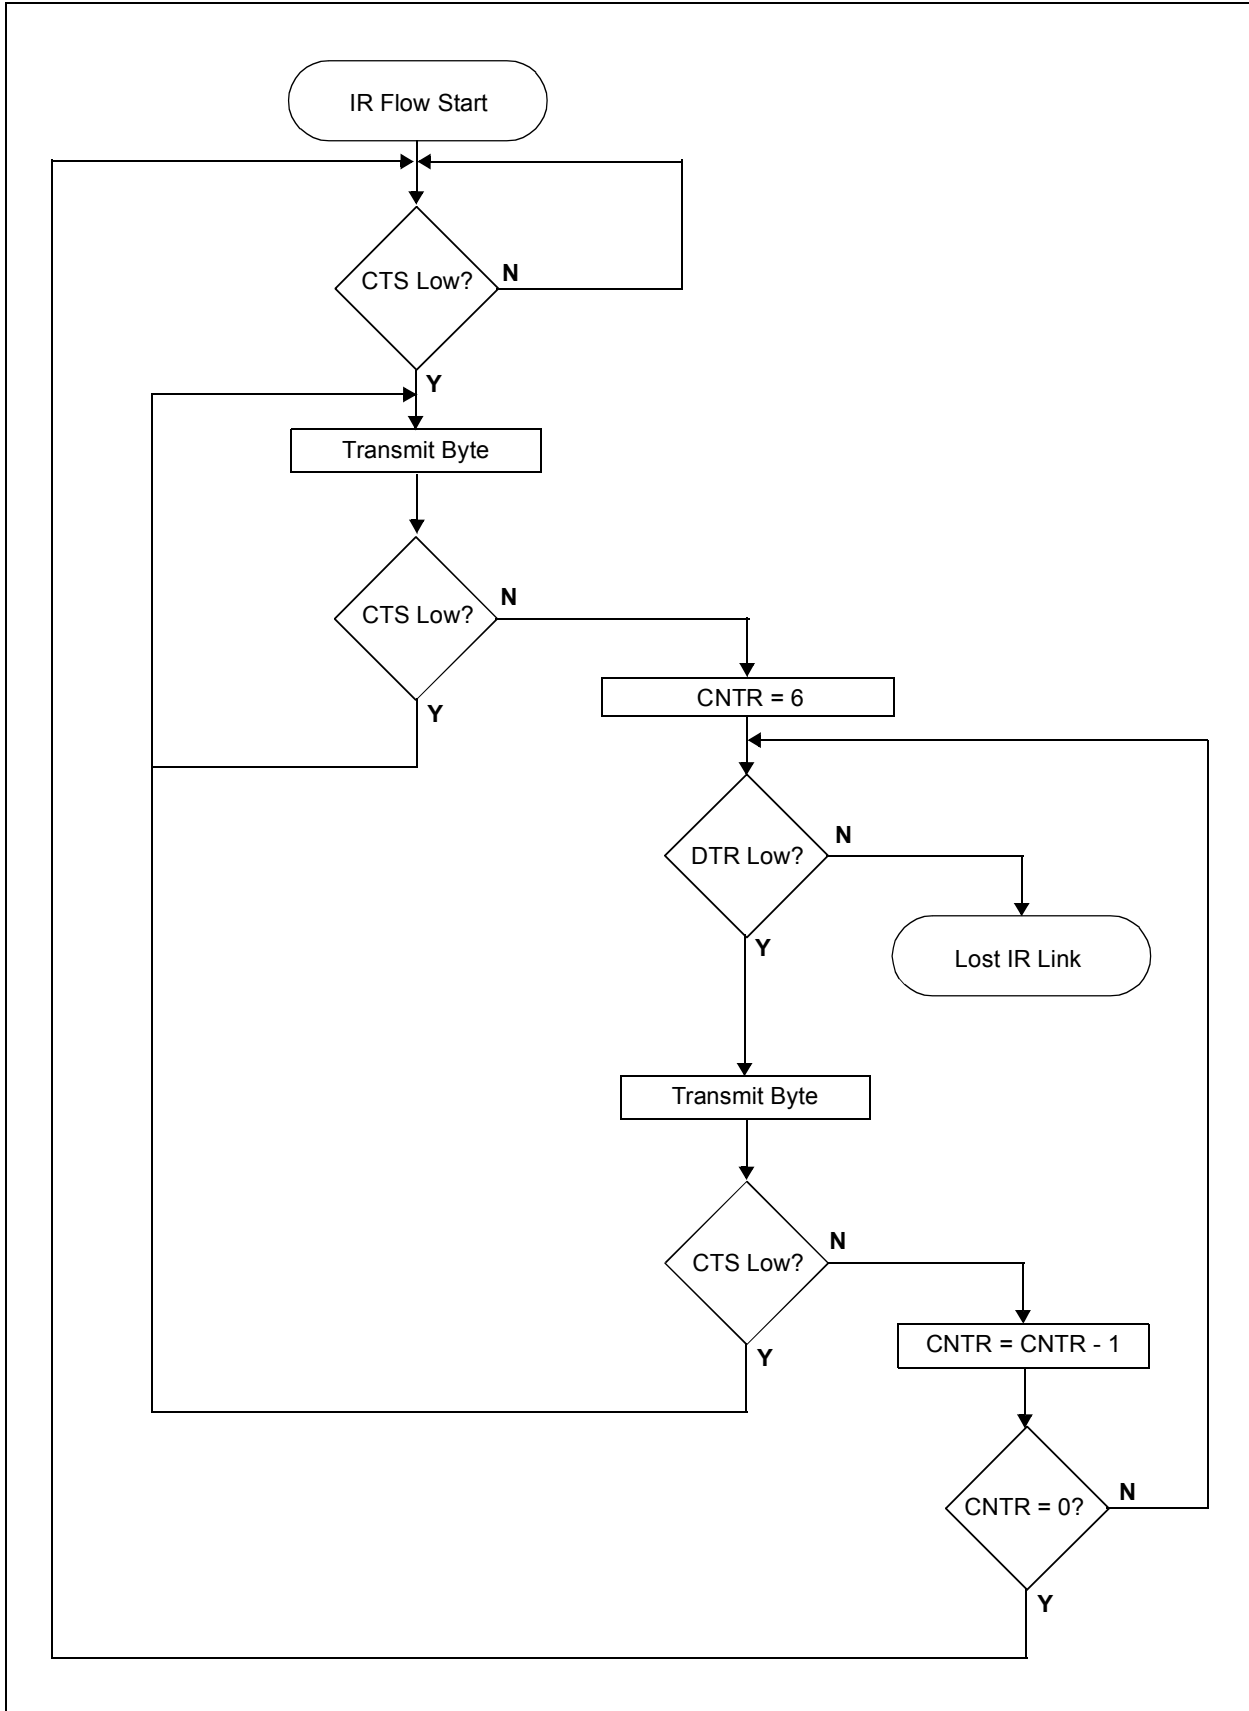 IR Flow Start
CTS Low?
N
Y
Transmit Byte
CTS Low?
N
Y
CNTR = 6
DTR Low?
N
Y
Lost IR Link
Transmit Byte
CTS Low?
N
Y
CNTR = CNTR - 1
CNTR = 0?
N
Y